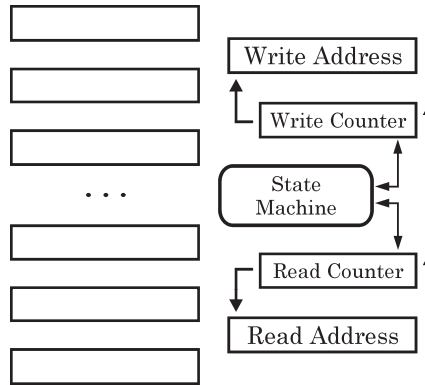 Write Address
Write Counter
. . .
State
Machine
Read Counter
Read Address